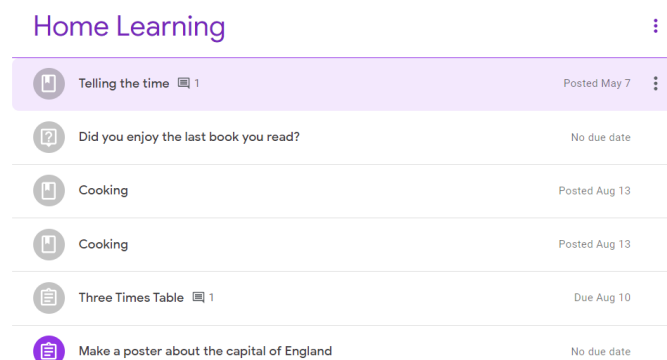 Home Learning
Telling the time 1 Posted May 7
Did you enjoy the last book you read? No due date
Cooking Posted Aug 13
Cooking Posted Aug 13
Three Times Table 1 Due Aug 10
Make a poster about the capital of England No due date